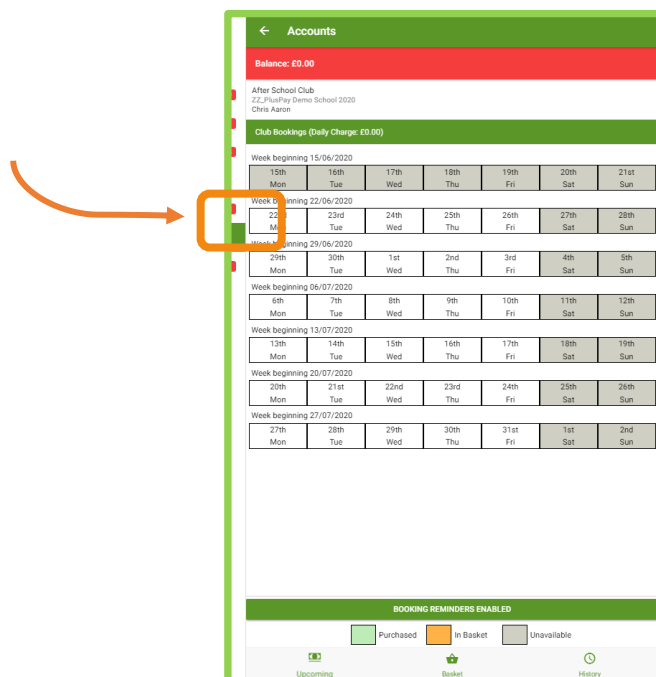 Accounts
Balance: £0.00
After School Club
ZZ_PlusPay Demo School 2020
Chris Aaron
Club Bookings (Daily Charge: £0.00)
Week beginning 15/06/2020
15th 16th 17th 18th 19th 20th 21st
Mon Tue Wed Thu Fri Sat Sun
Week beginning 22/06/2020
22nd 23rd 24th 25th 26th 27th 28th
Mon Tue Wed Thu Fri Sat Sun
Week beginning 29/06/2020
29th 30th 1st 2nd 3rd 4th 5th
Mon Tue Wed Thu Fri Sat Sun
Week beginning 06/07/2020
6th 7th 8th 9th 10th 11th 12th
Mon Tue Wed Thu Fri Sat Sun
Week beginning 13/07/2020
13th 14th 15th 16th 17th 18th 19th
Mon Tue Wed Thu Fri Sat Sun
Week beginning 20/07/2020
20th 21st 22nd 23rd 24th 25th 26th
Mon Tue Wed Thu Fri Sat Sun
Week beginning 27/07/2020
27th 28th 29th 30th 31st 1st 2nd
Mon Tue Wed Thu Fri Sat Sun
BOOKING REMINDERS ENABLED
Purchased In Basket Unavailable
Upcoming Basket History